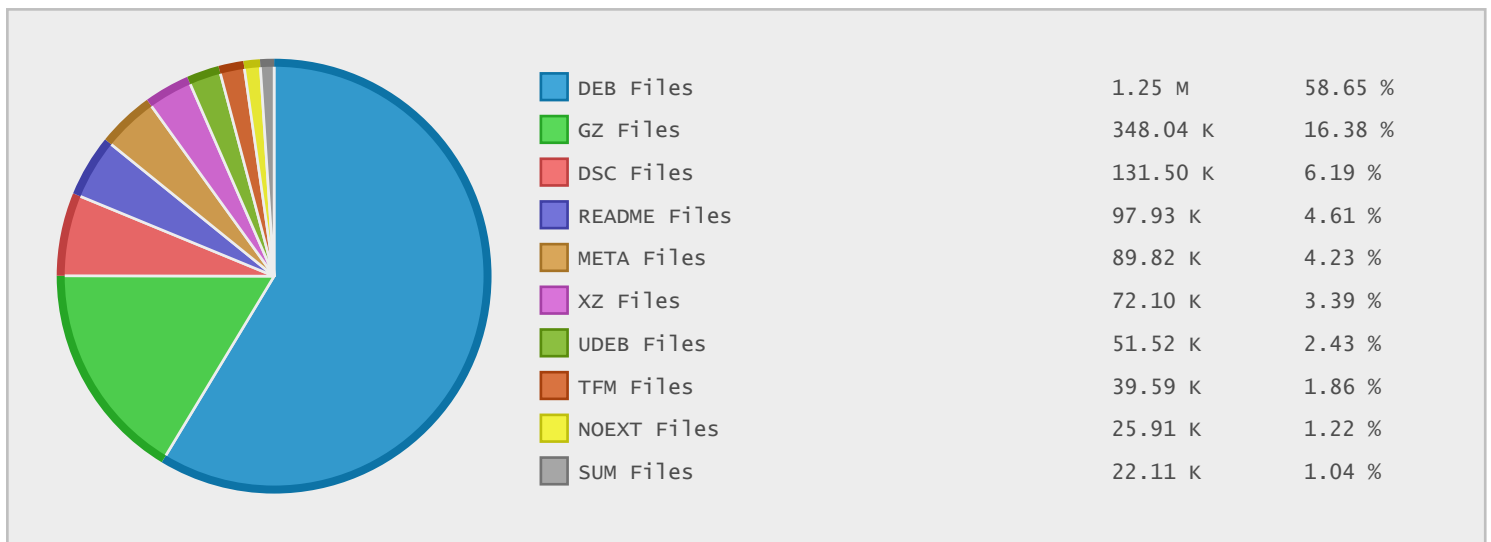 DEB Files 1.25 M 58.65 %
GZ Files 348.04 K 16.38 %
DSC Files 131.50 K 6.19 %
README Files 97.93 K 4.61 %
META Files 89.82 K 4.23 %
XZ Files 72.10 K 3.39 %
UDEB Files 51.52 K 2.43 %
TFM Files 39.59 K 1.86 %
NOEXT Files 25.91 K 1.22 %
SUM Files 22.11 K 1.04 %